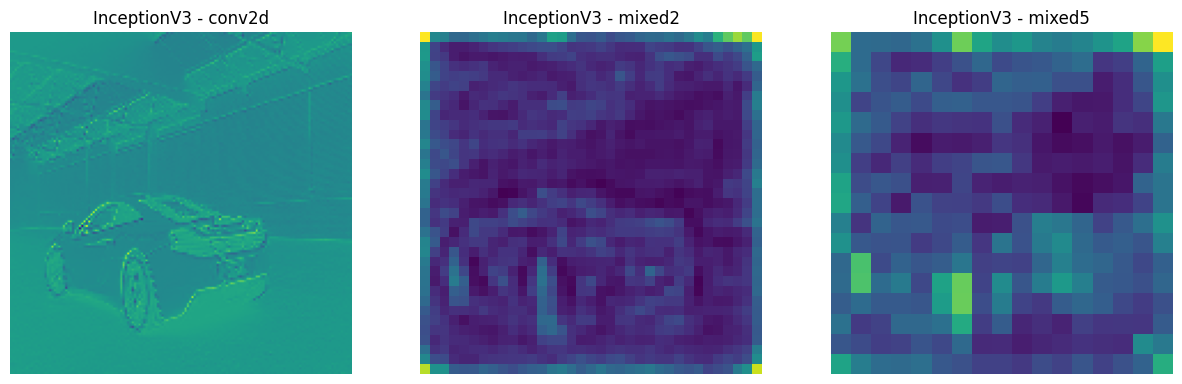 InceptionV3 - conv2d
InceptionV3 - mixed2
InceptionV3 - mixed5